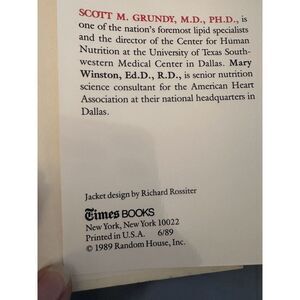 SCOTT M. GRUNDY, M.D., PH.D., is
one of the nation's foremost lipid specialists
and the director of the Center for Human
Nutrition at the University of Texas South-
western Medical Center in Dallas. Mary
Winston, Ed.D., R.D., is senior nutrition
science consultant for the American Heart
Association at their national headquarters in
Dallas.
Jacket design by Richard Rossiter
Times BOOKS
New York, New York 10022
Printed in U.S.A. 6/89
© 1989 Random House, Inc.